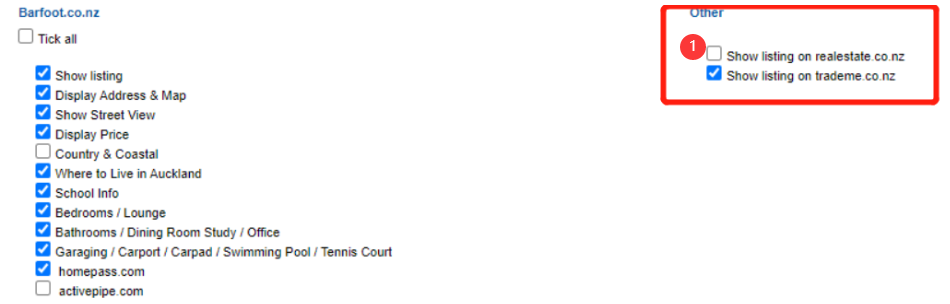 Barfoot.co.nz
Tick all
Show listing
Display Address & Map
Show Street View
Display Price
Country & Coastal
Where to Live in Auckland
School Info
Bedrooms / Lounge
Bathrooms / Dining Room Study / Office
Garaging / Carport / Carpad / Swimming Pool / Tennis Court
homepass.com
activepipe.com
Other
1
Show listing on realestate.co.nz
Show listing on trademe.co.nz